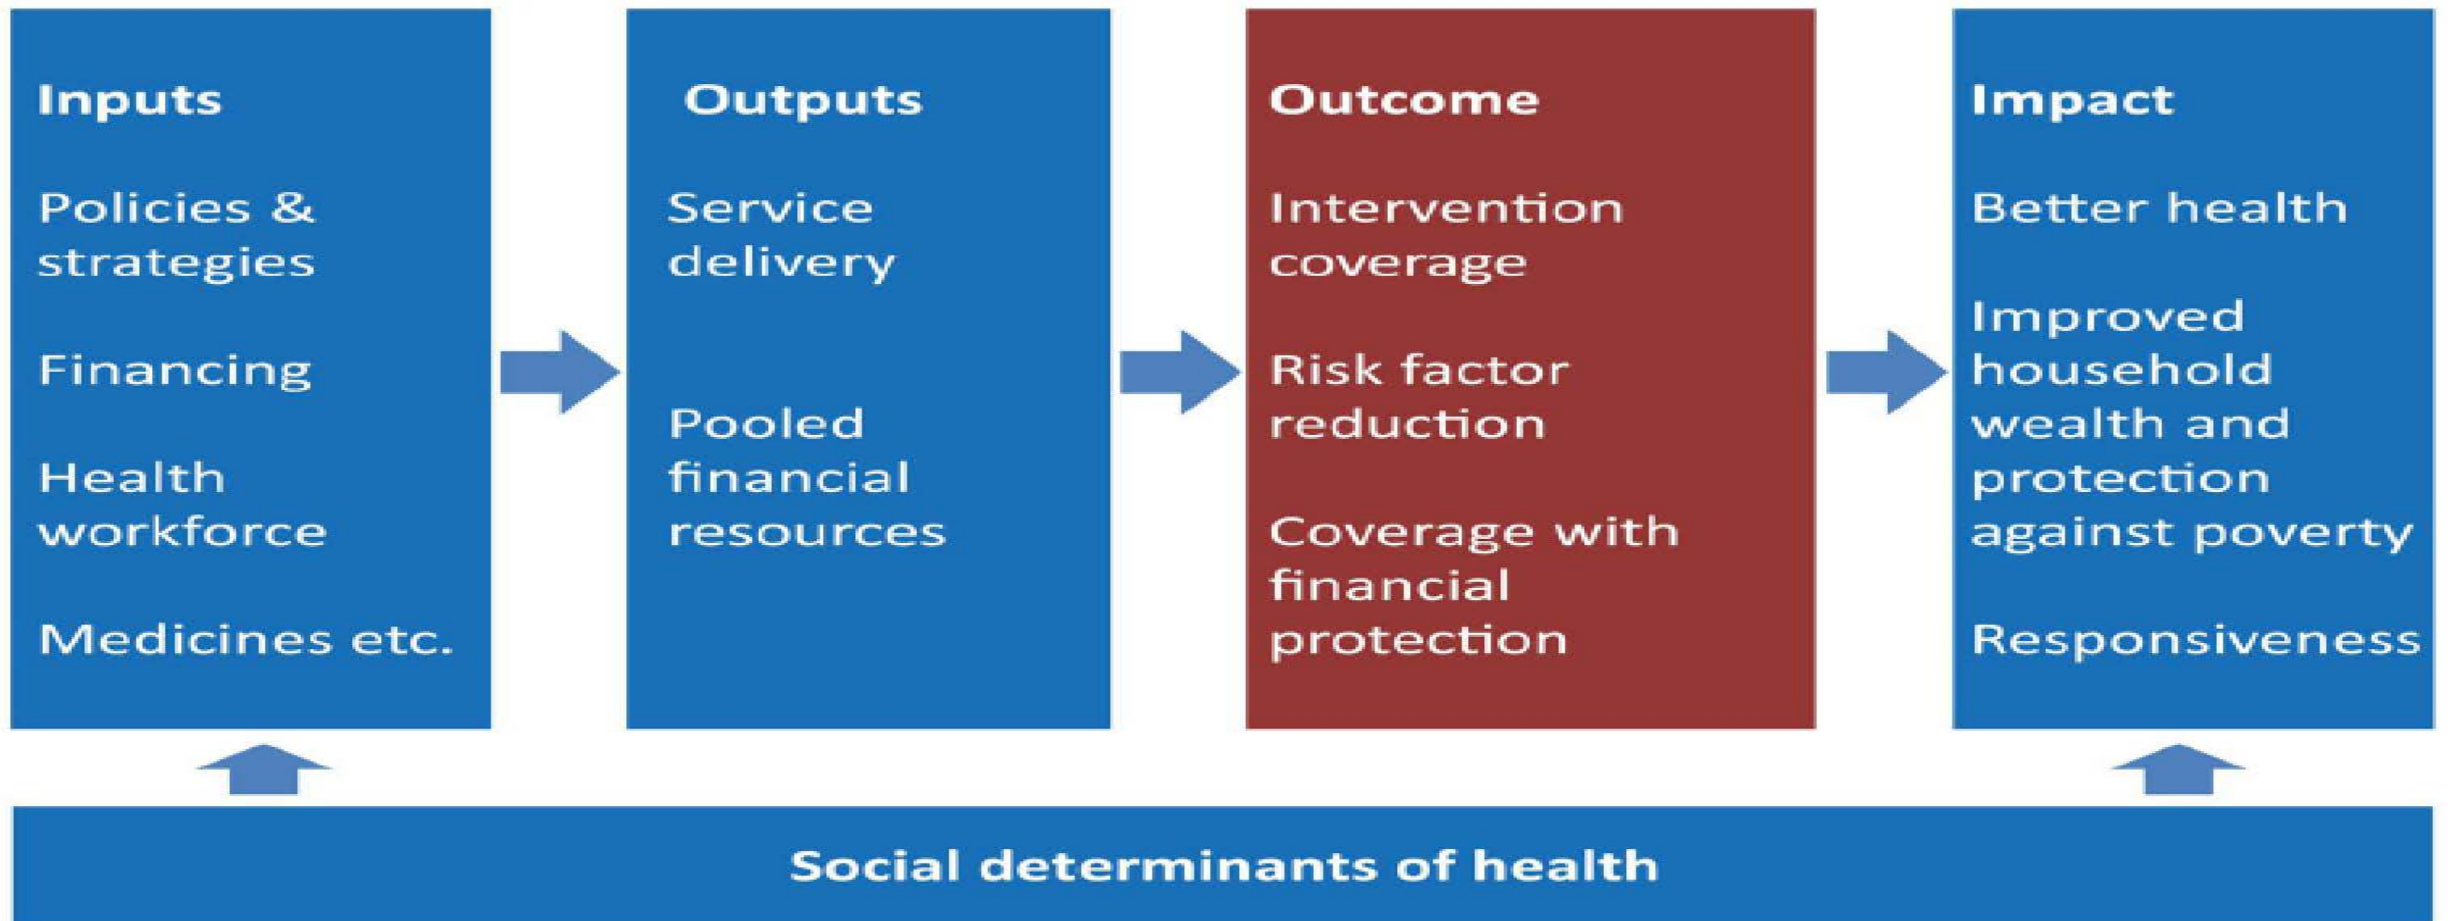 Inputs
Policies &
strategies
Financing
Health
workforce
Medicines etc.
Outputs
Service
delivery
Pooled
financial
resources
Outcome
Intervention
coverage
Risk factor
reduction
Coverage with
financial
protection
Impact
Better health
Improved
household
wealth and
protection
against poverty
Responsiveness
Social determinants of health